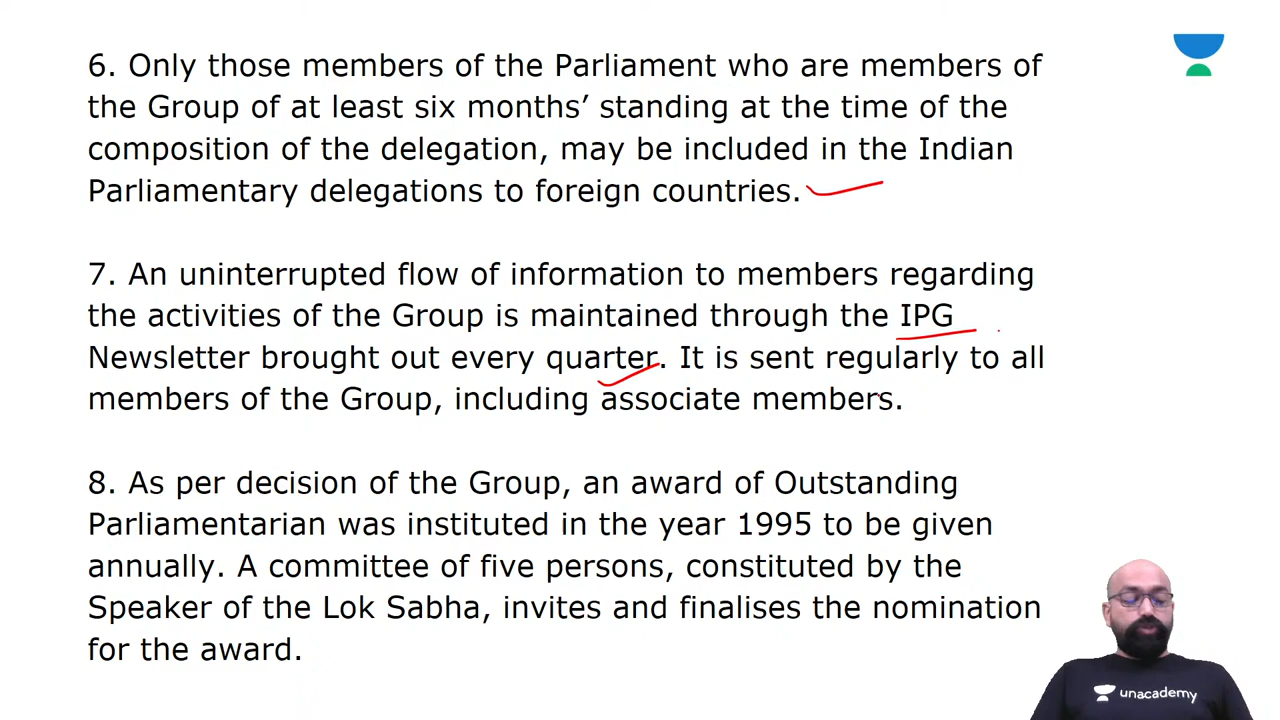 6. Only those members of the Parliament who are members of
the Group of at least six months’ standing at the time of the
composition of the delegation, may be included in the Indian
Parliamentary delegations to foreign countries.
7. An uninterrupted flow of information to members regarding
the activities of the Group is maintained through the IPG
Newsletter brought out every quarter. It is sent regularly to all
members of the Group, including associate members.
8. As per decision of the Group, an award of Outstanding
Parliamentarian was instituted in the year 1995 to be given
annually. A committee of five persons, constituted by the
Speaker of the Lok Sabha, invites and finalises the nomination
for the award.
unacademy